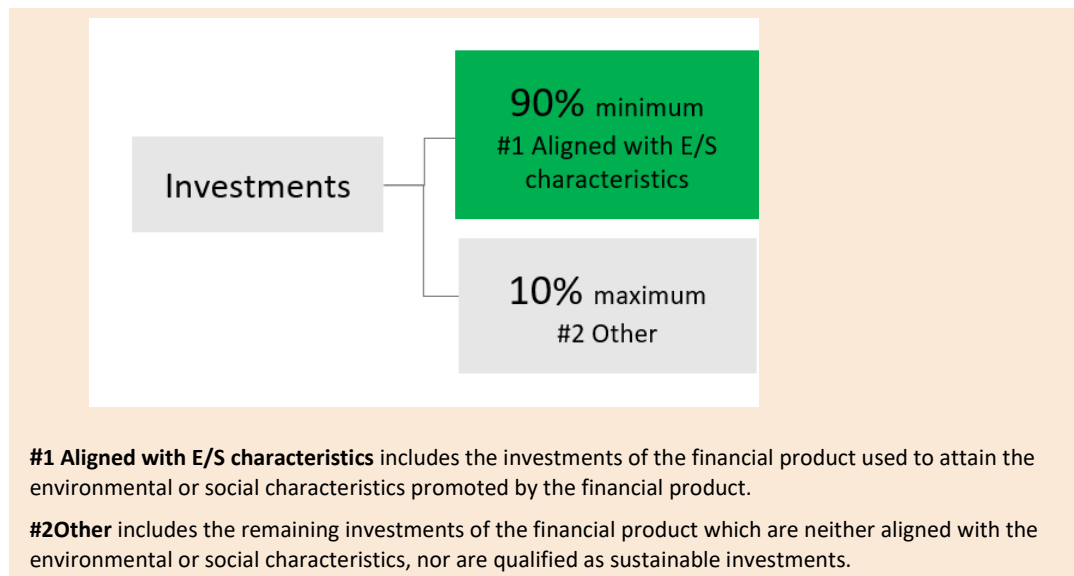 90% minimum
#1 Aligned with E/S
characteristics
Investments
10% maximum
#2 Other
#1 Aligned with E/S characteristics includes the investments of the financial product used to attain the
environmental or social characteristics promoted by the financial product.
#2Other includes the remaining investments of the financial product which are neither aligned with the
environmental or social characteristics, nor are qualified as sustainable investments.